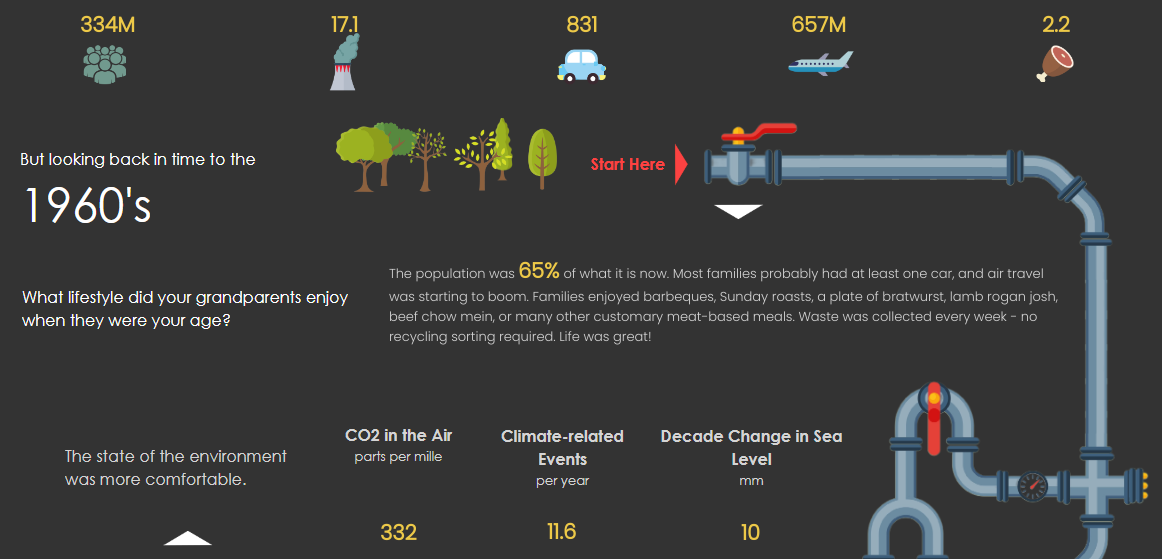 334M
17.1
831
657M
2.2
But looking back in time to the
1960's
Start Here
What lifestyle did your grandparents enjoy
when they were your age?
The population was 65% of what it is now. Most families probably had at least one car, and air travel
was starting to boom. Families enjoyed barbeques, Sunday roasts, a plate of bratwurst, lamb rogan josh,
beef chow mein, or many other customary meat-based meals. Waste was collected every week - no
recycling sorting required. Life was great!
The state of the environment
was more comfortable.
CO2 in the Air
parts per mille
332
Climate-related
Events
per year
11.6
Decade Change in Sea
Level
mm
10